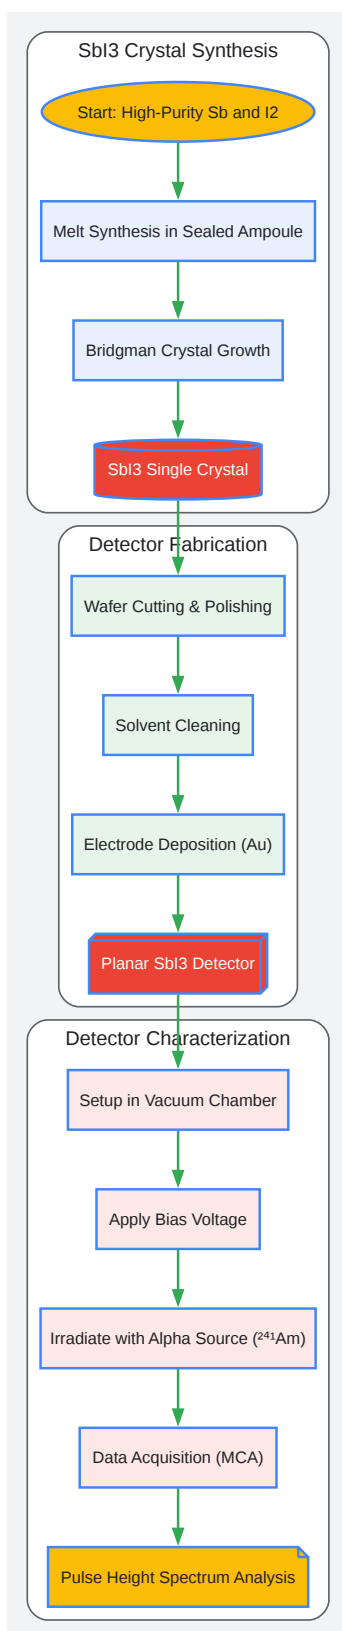 SbI3 Crystal Synthesis
Start: High-Purity Sb and I2
Melt Synthesis in Sealed Ampoule
Bridgman Crystal Growth
SbI3 Single Crystal
Detector Fabrication
Wafer Cutting & Polishing
Solvent Cleaning
Electrode Deposition (Au)
Planar SbI3 Detector
Detector Characterization
Setup in Vacuum Chamber
Apply Bias Voltage
Irradiate with Alpha Source (²⁴¹Am)
Data Acquisition (MCA)
Pulse Height Spectrum Analysis